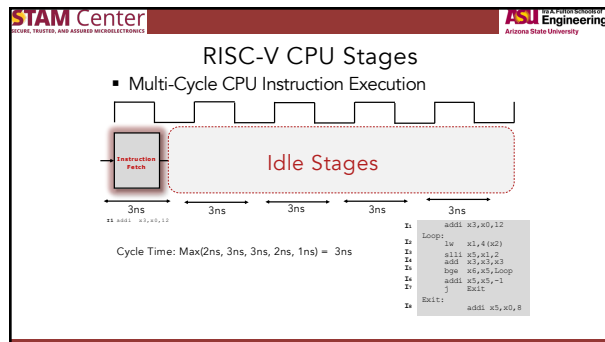 STAM Center
SECURE, TRUSTED, AND ASSURED MICROELECTRONICS
ASU Ira A. Fulton Schools of
Engineering
Arizona State University
RISC-V CPU Stages
▪ Multi-Cycle CPU Instruction Execution
Instruction
Fetch
Idle Stages
3ns 3ns 3ns 3ns 3ns
I1 addi x3,x0,12
Cycle Time: Max(2ns, 3ns, 3ns, 2ns, 1ns) = 3ns
I1 addi x3,x0,12
Loop:
I2 lw x1,4(x2)
I3 slli x5,x1,2
I4 add x3,x3,x3
I5 bge x6,x5,Loop
I6 addi x5,x5,-1
I7 j Exit
Exit:
I8 addi x5,x0,8